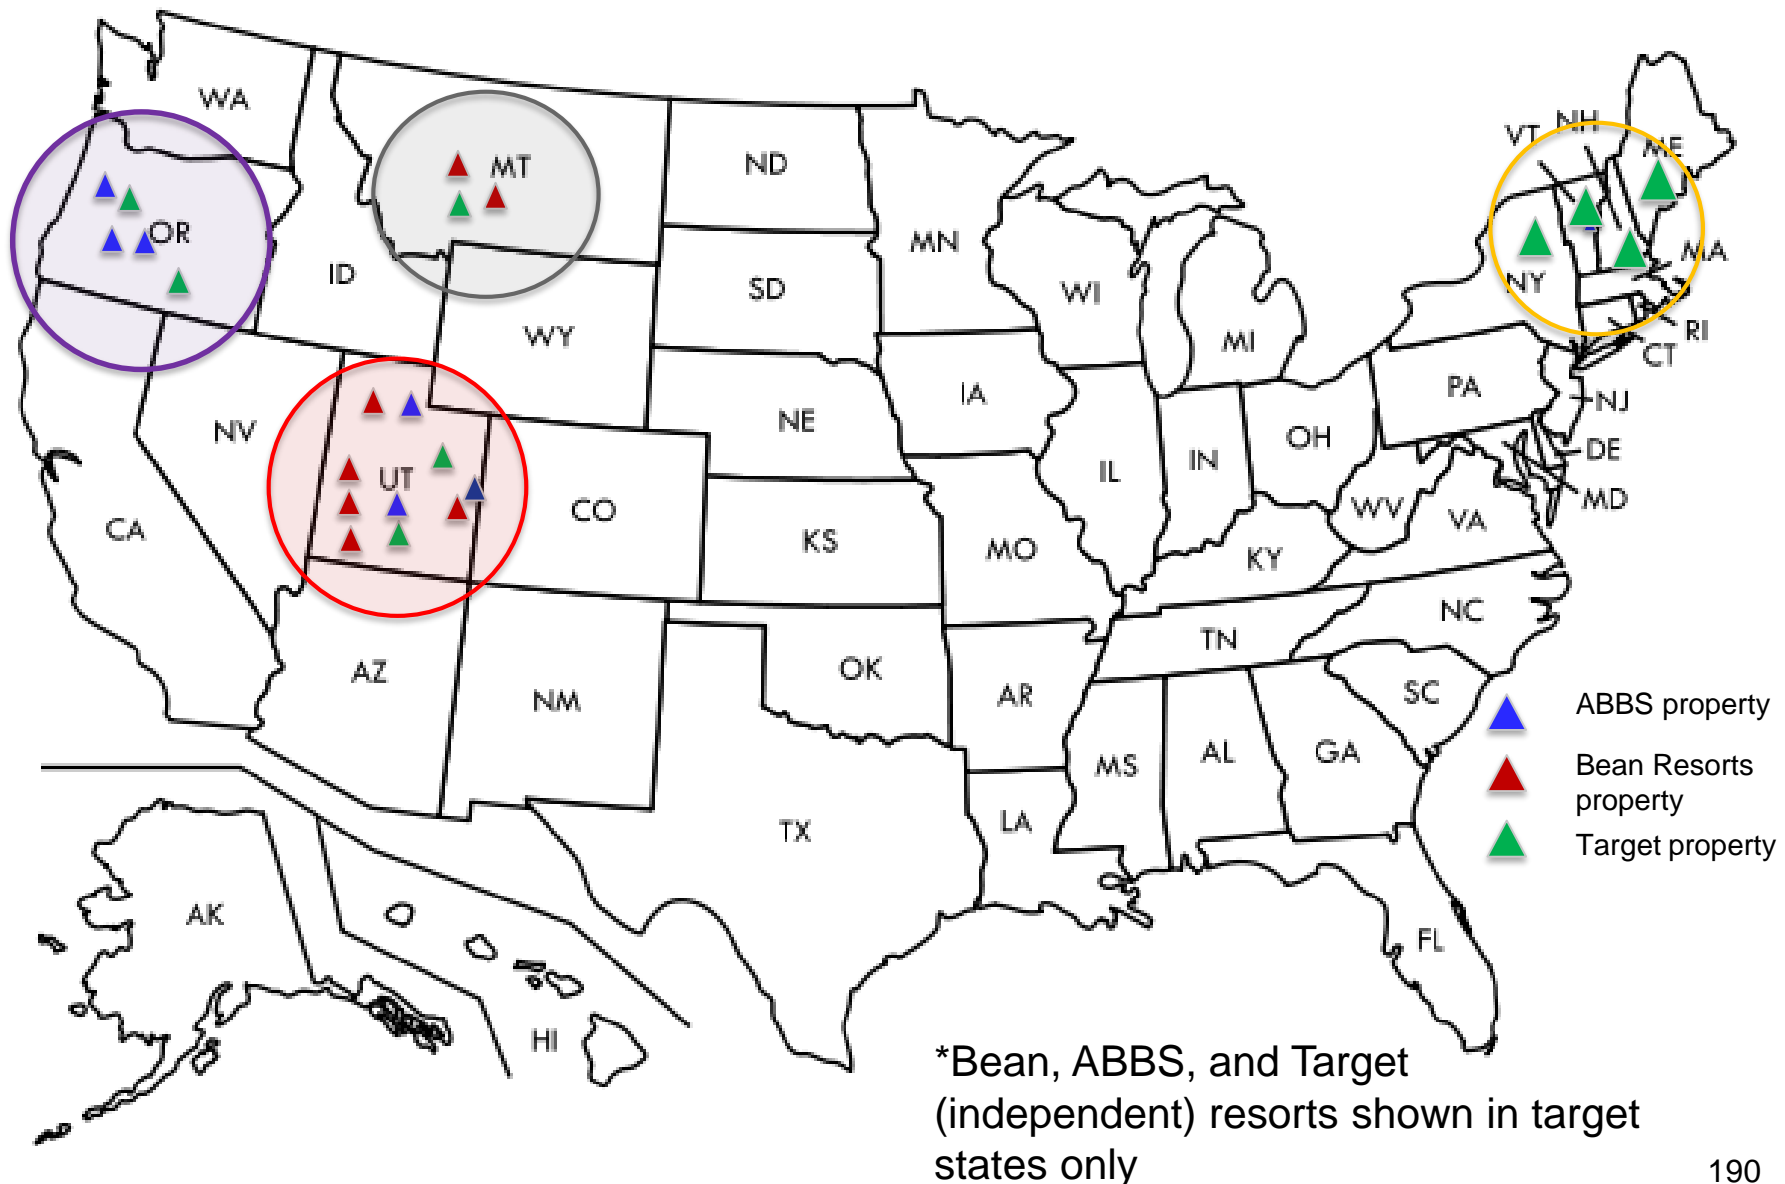 WA
VT NH
ME
MT
ND
OR
MN
MA
ID
SD
WI
NY
RI
WY
MI
CT
PA
IA
NJ
NV
NE
OH
DE
UT
IL
IN
MD
CO
WV
VA
CA
KS
MO
KY
NC
TN
AZ
OK
SC
NM
AR
ABBS property
MS
AL
GA
Bean Resorts
property
TX
LA
Target property
AK
FL
HI
*Bean, ABBS, and Target
(independent) resorts shown in target
states only
190